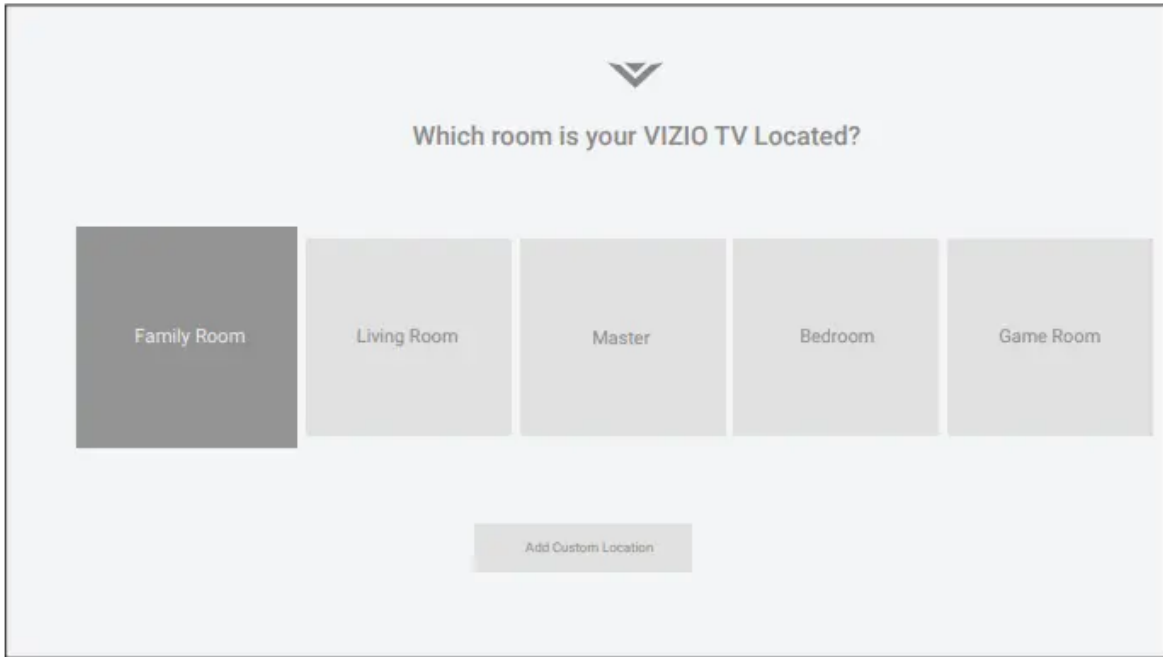 Which room is your VIZIO TV Located?
Family Room
Living Room
Master
Bedroom
Game Room
Add Custom Location